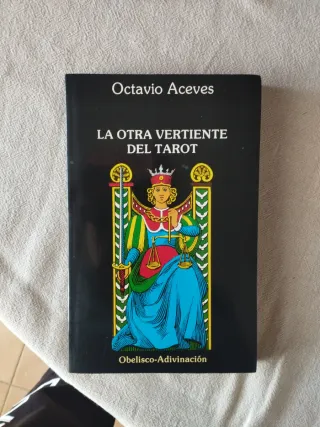 Octavio Aceves
LA OTRA VERTIENTE
DEL TAROT
Obelisco-Adivinación